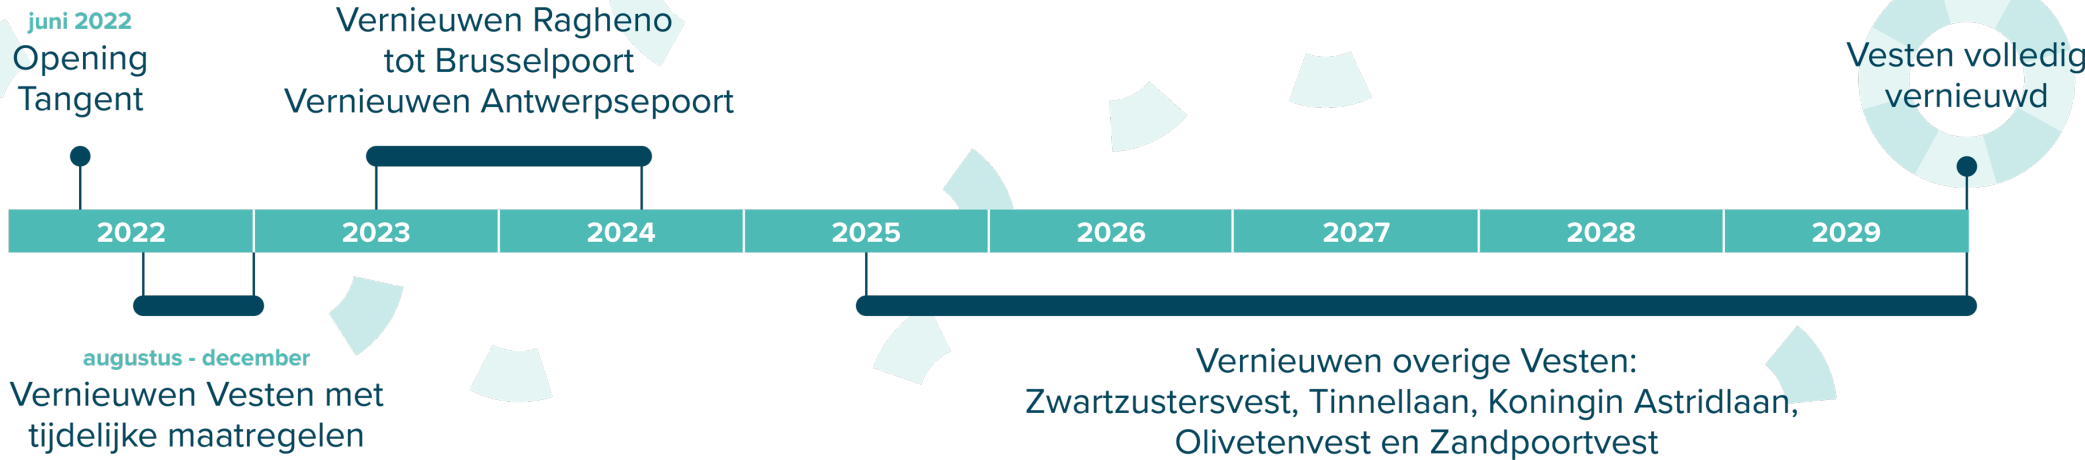 juni 2022
Opening
Tangent
Vernieuwen Ragheno
tot Brusselpoort
Vernieuwen Antwerpsepoort
Vesten volledig
vernieuwd
2022
2023
2024
2025
2026
2027
2028
2029
augustus - december
Vernieuwen Vesten met
tijdelijke maatregelen
Vernieuwen overige Vesten:
Zwartzustersvest, Tinnellaan, Koningin Astridlaan,
Olivetenvest en Zandpoortvest